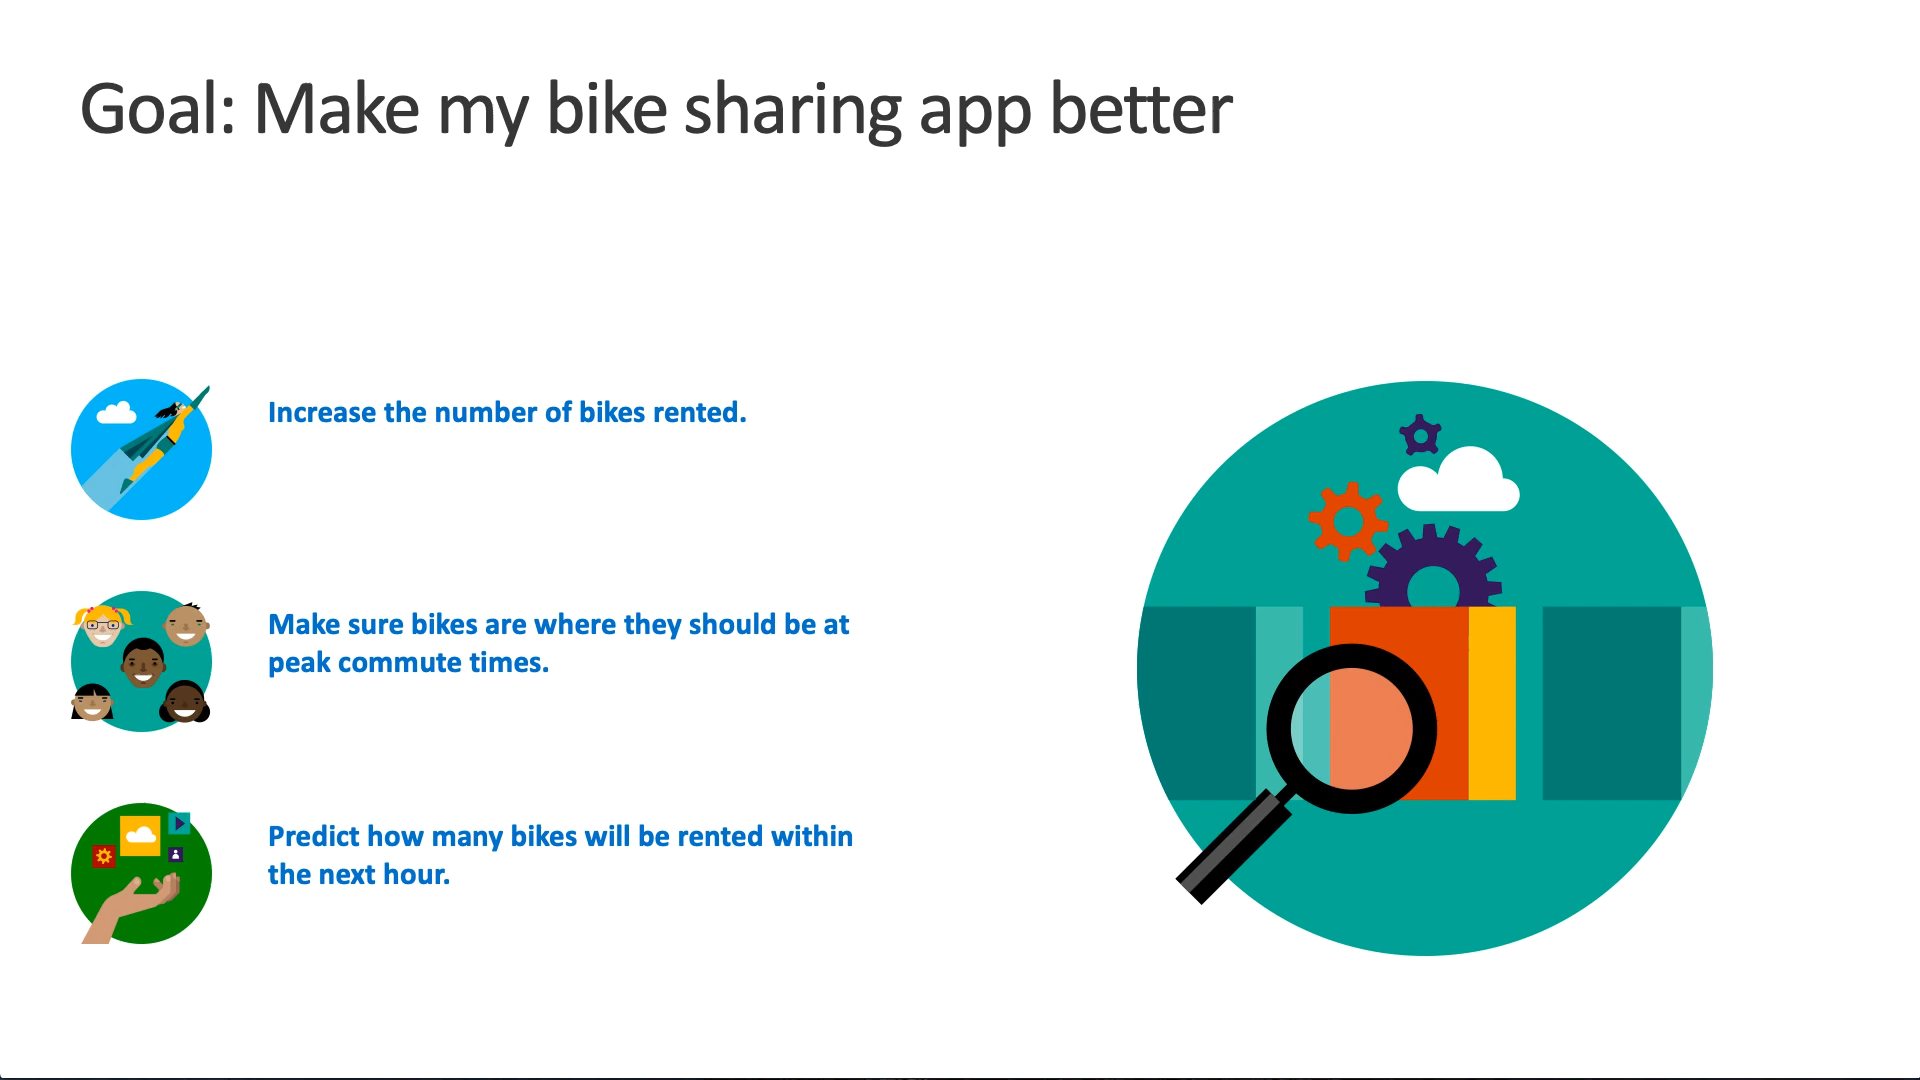 Goal: Make my bike sharing app better
Increase the number of bikes rented.
Make sure bikes are where they should be at
peak commute times.
Predict how many bikes will be rented within
the next hour.